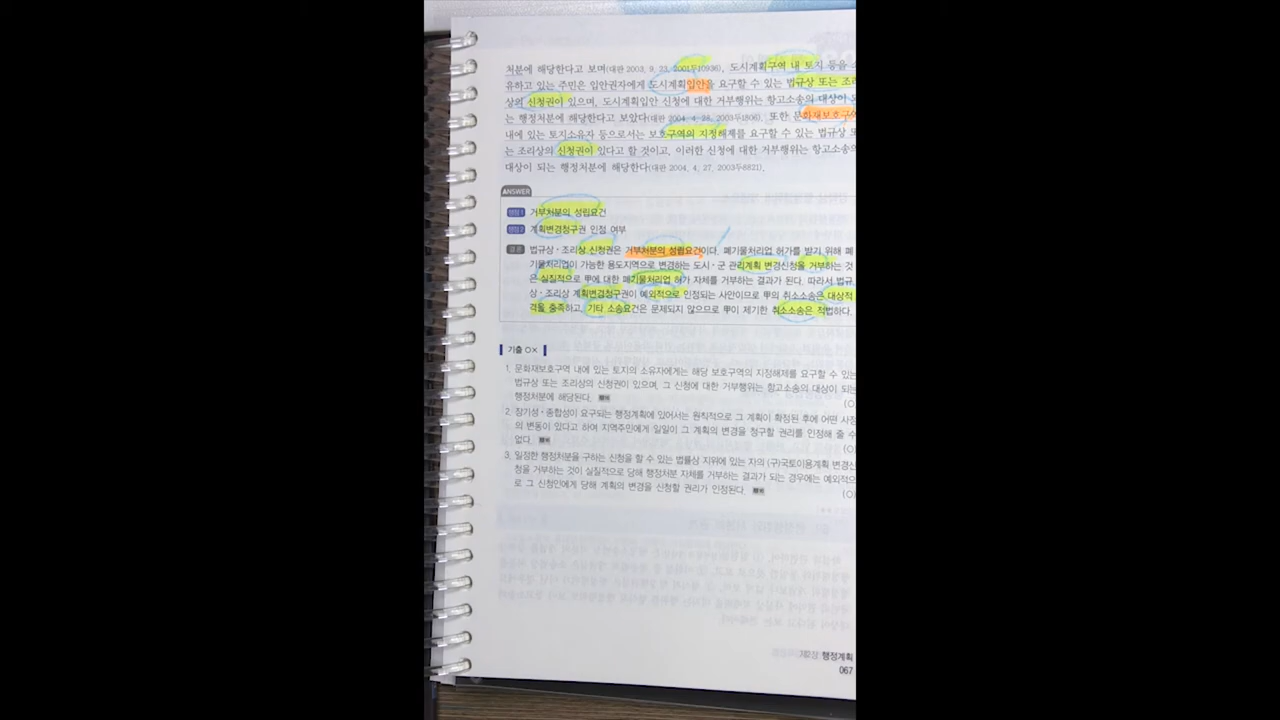 처분에 해당한다고 보며(대판 2003. 9. 23, 2001두10936), 도시계획구역 내 토지 등을 소
유하고 있는 주민은 입안권자에게 도시계획입안을 요구할 수 있는 법규상 또는 조리
상의 신청권이 있으며, 도시계획입안 신청에 대한 거부행위는 항고소송의 대상이 되
는 행정처분에 해당한다고 보았다(대판 2004. 4. 28, 2003두1806). 또한 문화재보호구역
내에 있는 토지소유자 등으로서는 보호구역의 지정해제를 요구할 수 있는 법규상 또
는 조리상의 신청권이 있다고 할 것이고, 이러한 신청에 대한 거부행위는 항고소송의
대상이 되는 행정처분에 해당한다(대판 2004. 4. 27, 2003두8821).
ANSWER
쟁점 1 거부처분의 성립요건
쟁점 2 계획변경청구권 인정 여부
결론 법규상·조리상 신청권은 거부처분의 성립요건이다. 폐기물처리업 허가를 받기 위해 폐
기물처리업이 가능한 용도지역으로 변경하는 도시·군 관리계획 변경신청을 거부하는 것
은 실질적으로 甲에 대한 폐기물처리업 허가 자체를 거부하는 결과가 된다. 따라서 법규
상·조리상 계획변경청구권이 예외적으로 인정되는 사안이므로 甲의 취소소송은 대상적
격을 충족하고, 기타 소송요건은 문제되지 않으므로 甲이 제기한 취소소송은 적법하다.
기출 OX
1. 문화재보호구역 내에 있는 토지의 소유자에게는 해당 보호구역의 지정해제를 요구할 수 있는
법규상 또는 조리상의 신청권이 있으며, 그 신청에 대한 거부행위는 항고소송의 대상이 되는
행정처분에 해당된다.
(O
2. 장기성·종합성이 요구되는 행정계획에 있어서는 원칙적으로 그 계획이 확정된 후에 어떤 사정
의 변동이 있다고 하여 지역주민에게 일일이 그 계획의 변경을 청구할 권리를 인정해 줄 수
없다.
(O
3. 일정한 행정처분을 구하는 신청을 할 수 있는 법률상 지위에 있는 자의 (구)국토이용계획 변경신
청을 거부하는 것이 실질적으로 당해 행정처분 자체를 거부하는 결과가 되는 경우에는 예외적으
로 그 신청인에게 당해 계획의 변경을 신청할 권리가 인정된다.
(O
제2장 행정계획
067